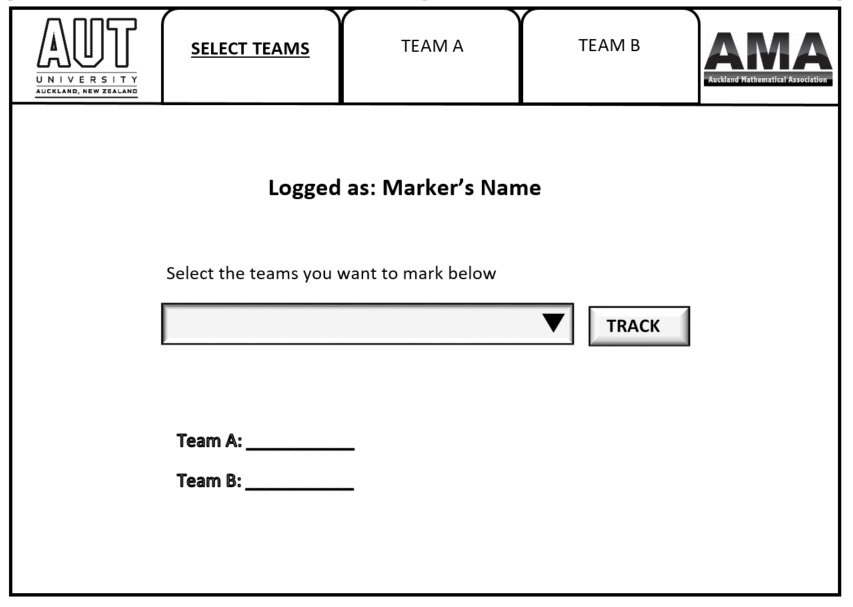 AUT
UNIVERSITY
AUCKLAND, NEW ZEALAND
SELECT TEAMS
TEAM A
TEAM B
AMA
Auckland Mathematical Association
Logged as: Marker's Name
Select the teams you want to mark below
TRACK
Team A: __________
Team B: __________